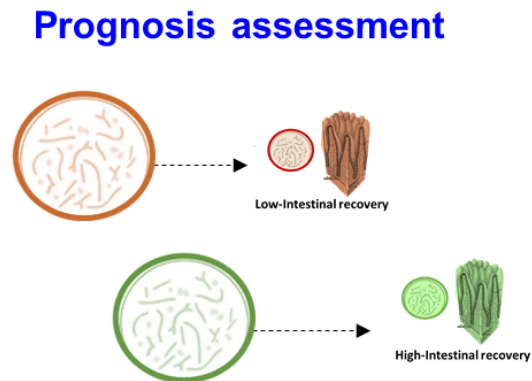 Prognosis assessment
Low-Intestinal recovery
High-Intestinal recovery